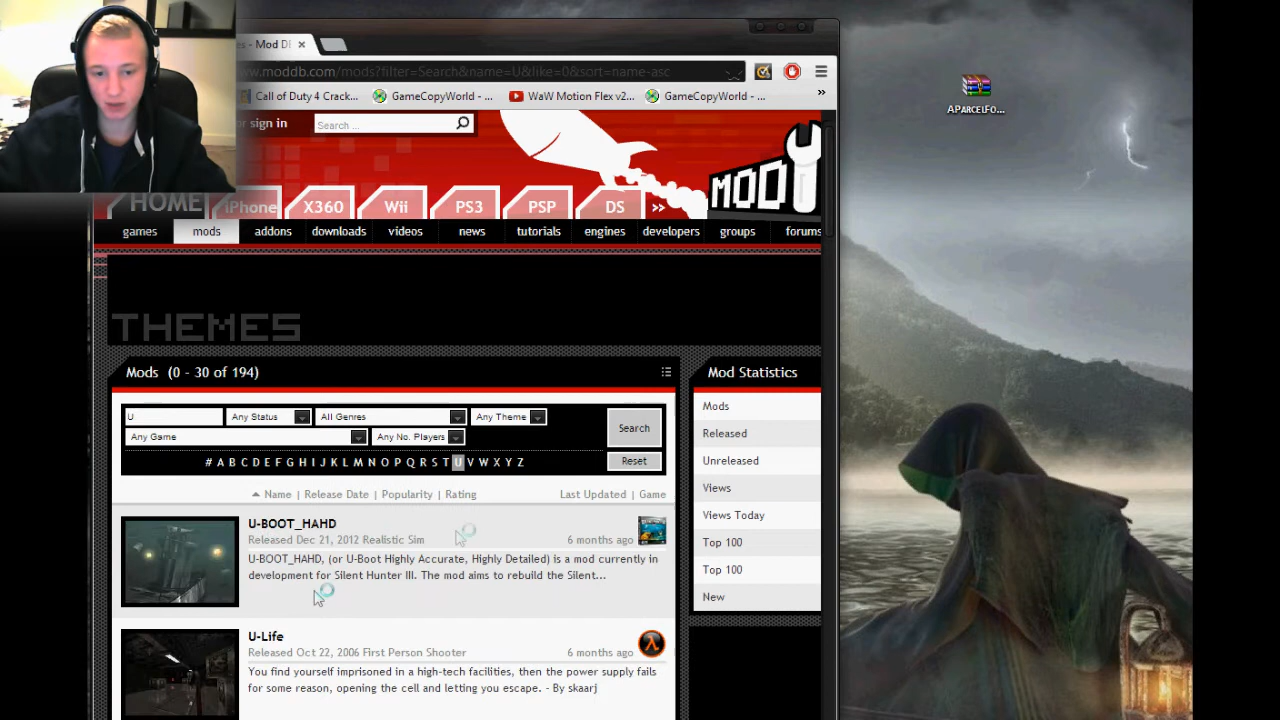 s - Mod DB
w.moddb.com/mods?filter=Search&name=U&like=0&sort=name-asc
Call of Duty 4 Crack...
GameCopyWorld - ...
WaW Motion Flex v2...
GameCopyWorld - ...
»
or sign in
Search ...
MOD
HOME
iPhone
X360
Wii
PS3
PSP
DS
»
games
mods
addons
downloads
videos
news
tutorials
engines
developers
groups
forums
THEMES
Mods (0 - 30 of 194)
U
Any Status
All Genres
Any Theme
Search
Any Game
Any No. Players
# A B C D E F G H I J K L M N O P Q R S T U V W X Y Z
Reset
Name | Release Date | Popularity | Rating
Last Updated | Game
U-BOOT_HAHD
Released Dec 21, 2012 Realistic Sim
6 months ago
U-BOOT_HAHD, (or U-Boot Highly Accurate, Highly Detailed) is a mod currently in
development for Silent Hunter III. The mod aims to rebuild the Silent...
U-Life
Released Oct 22, 2006 First Person Shooter
6 months ago
You find yourself imprisoned in a high-tech facilities, then the power supply fails
for some reason, opening the cell and letting you escape. - By skaarj
Mod Statistics
Mods
Released
Unreleased
Views
Views Today
Top 100
Top 100
New
AParcelFo...